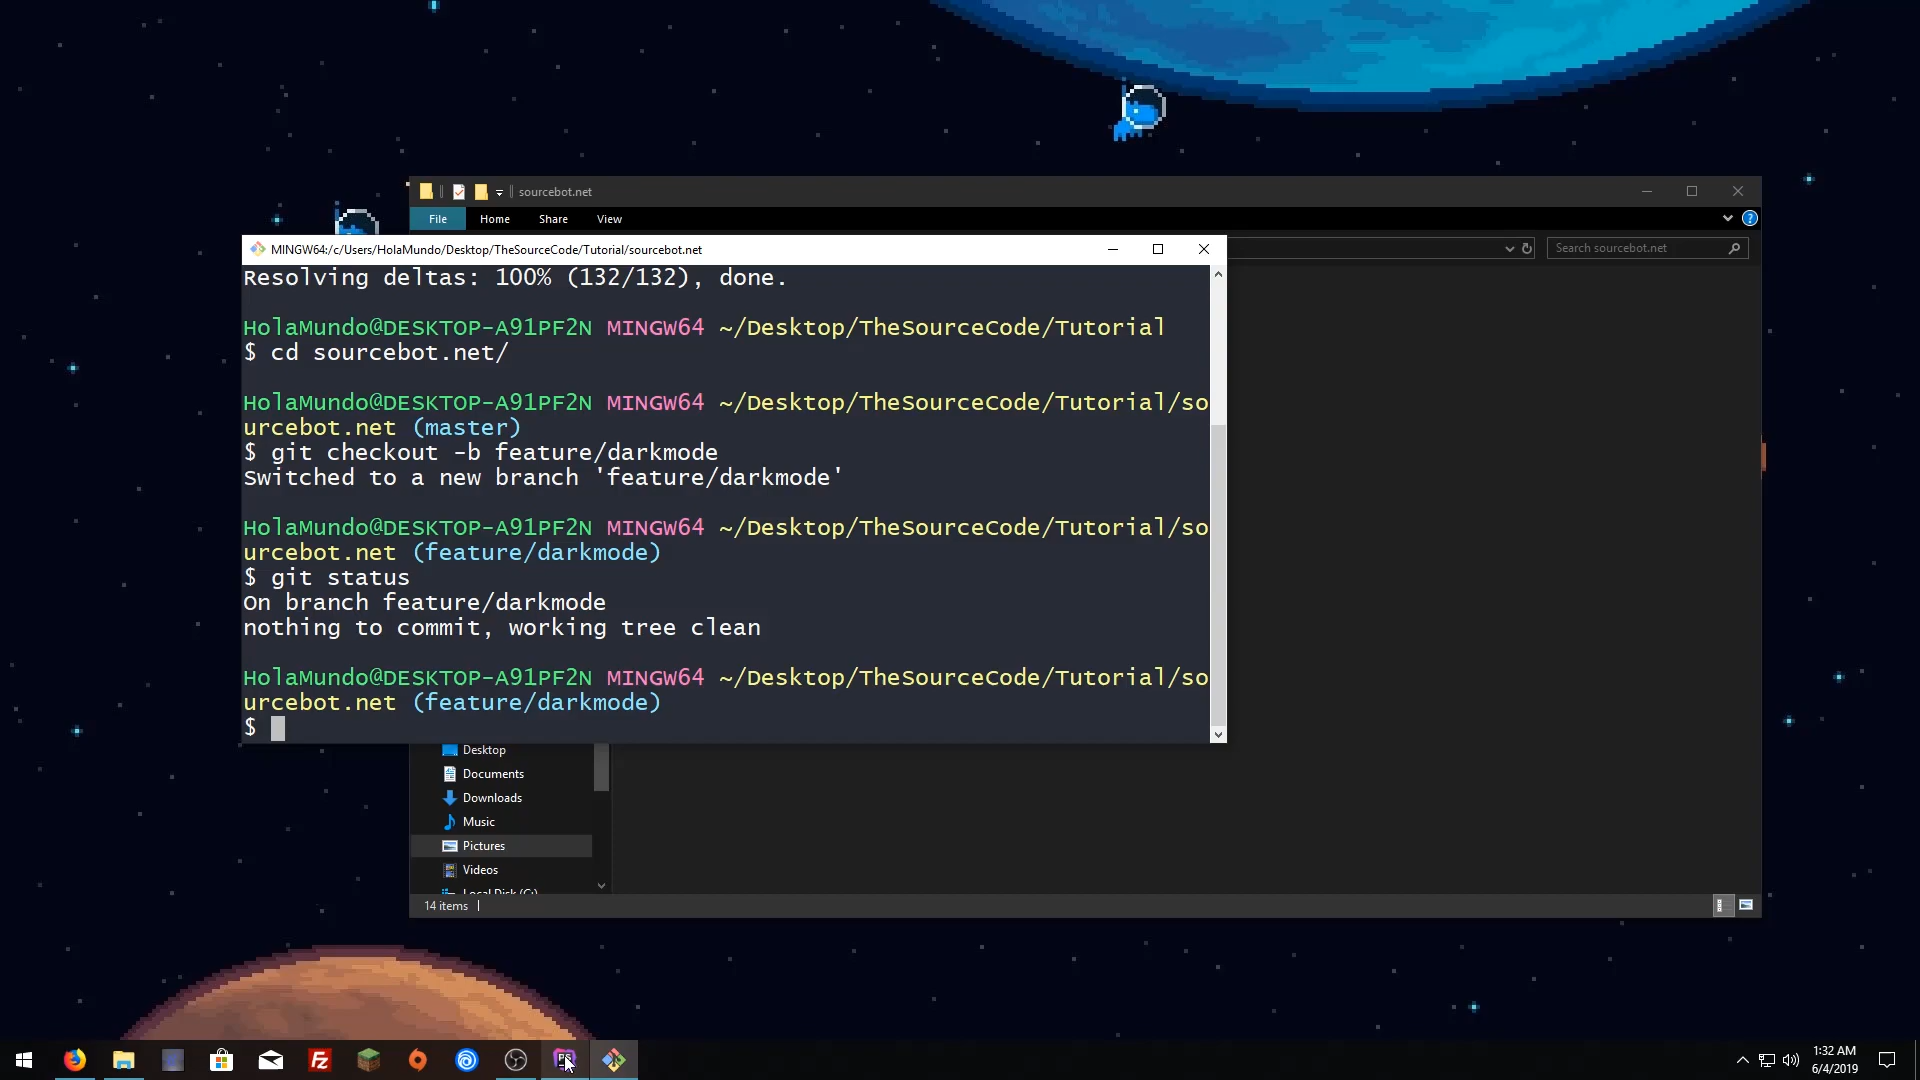 sourcebot.net
File Home Share View
Search sourcebot.net
MINGW64:/c/Users/HolaMundo/Desktop/TheSourceCode/Tutorial/sourcebot.net
Resolving deltas: 100% (132/132), done.
HolaMundo@DESKTOP-A91PF2N MINGW64 ~/Desktop/TheSourceCode/Tutorial
$ cd sourcebot.net/
HolaMundo@DESKTOP-A91PF2N MINGW64 ~/Desktop/TheSourceCode/Tutorial/so
urcebot.net (master)
$ git checkout -b feature/darkmode
Switched to a new branch 'feature/darkmode'
HolaMundo@DESKTOP-A91PF2N MINGW64 ~/Desktop/TheSourceCode/Tutorial/so
urcebot.net (feature/darkmode)
$ git status
On branch feature/darkmode
nothing to commit, working tree clean
HolaMundo@DESKTOP-A91PF2N MINGW64 ~/Desktop/TheSourceCode/Tutorial/so
urcebot.net (feature/darkmode)
$
Desktop
Documents
Downloads
Music
Pictures
Videos
Local Disk (C:)
14 items
Fz
PS
1:32 AM
6/4/2019